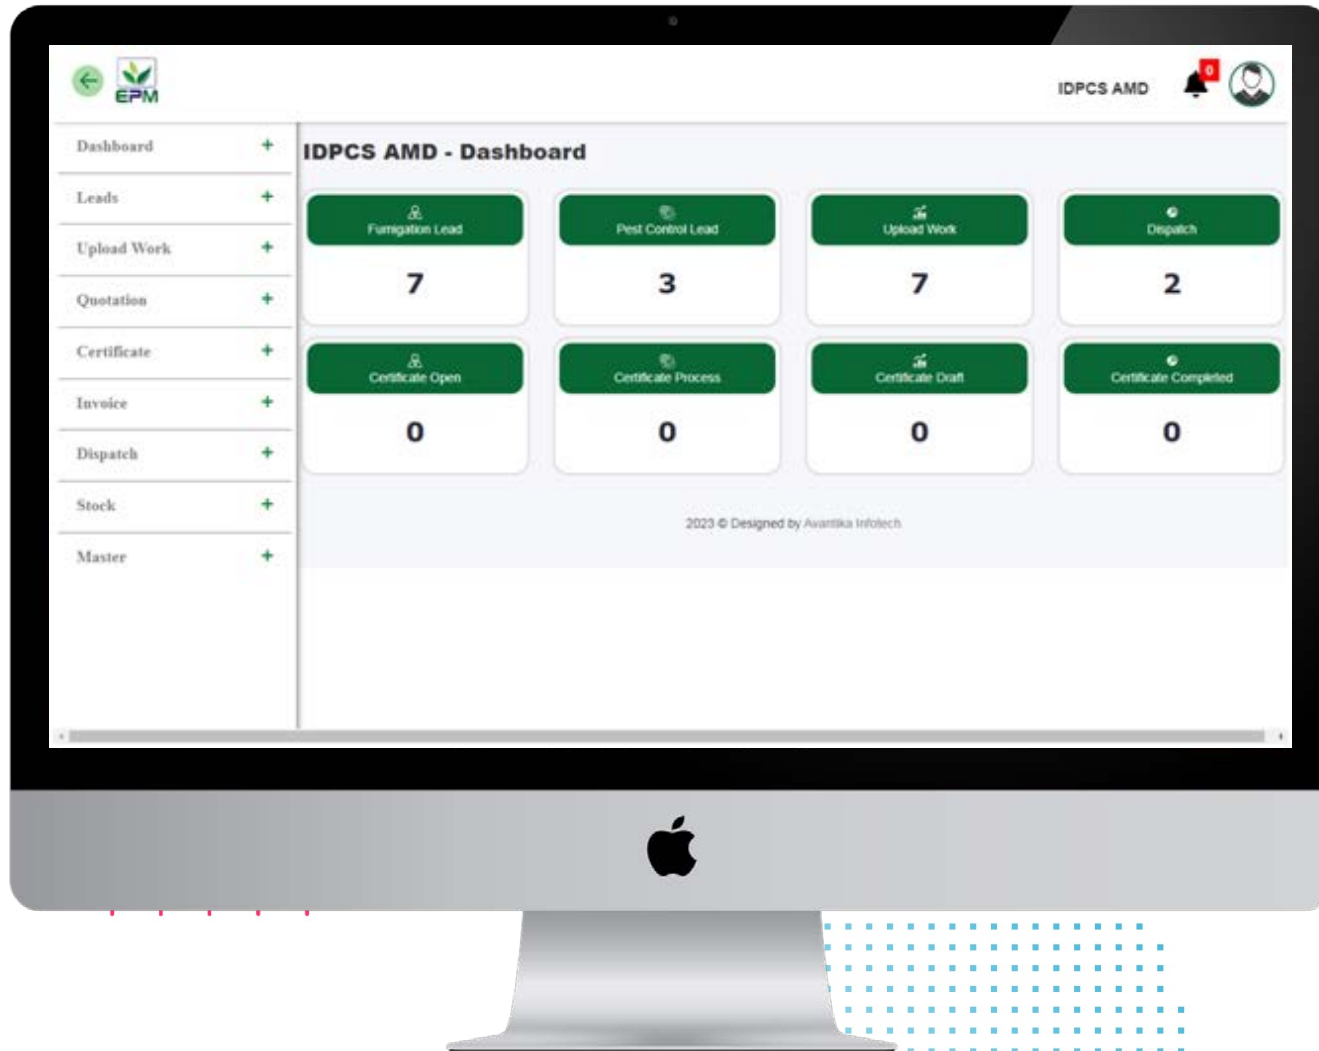 EPM
IDPCS AMD
0
Dashboard +
Leads +
Upload Work +
Quotation +
Certificate +
Invoice +
Dispatch +
Stock +
Master +
IDPCS AMD - Dashboard
Fumigation Lead
7
Pest Control Lead
3
Upload Work
7
Dispatch
2
Certificate Open
0
Certificate Process
0
Certificate Draft
0
Certificate Completed
0
2023 © Designed by Avantika Infotech